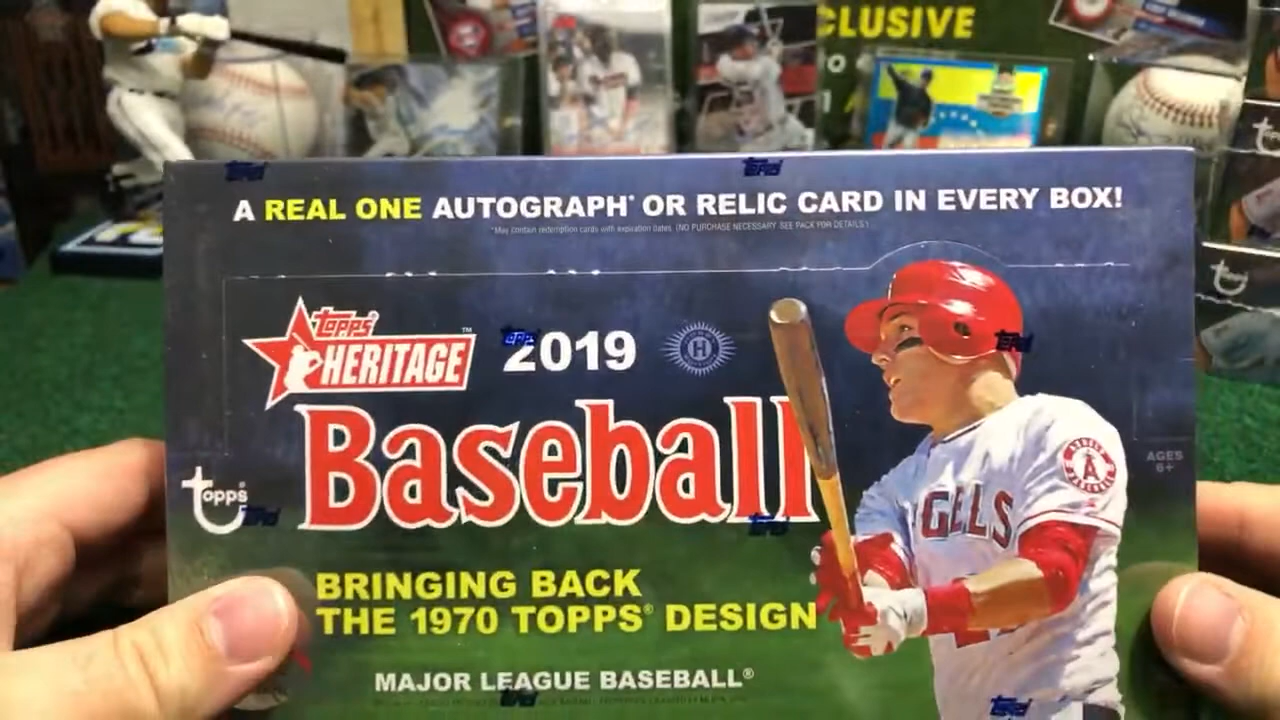 CLUSIVE
A REAL ONE AUTOGRAPH* OR RELIC CARD IN EVERY BOX!
*May contain redemption cards with expiration dates. (NO PURCHASE NECESSARY. SEE PACK FOR DETAILS.)
topps
HERITAGE™
2019
Baseball
topps®
AGES
6+
GELS
BRINGING BACK
THE 1970 TOPPS® DESIGN
MAJOR LEAGUE BASEBALL®